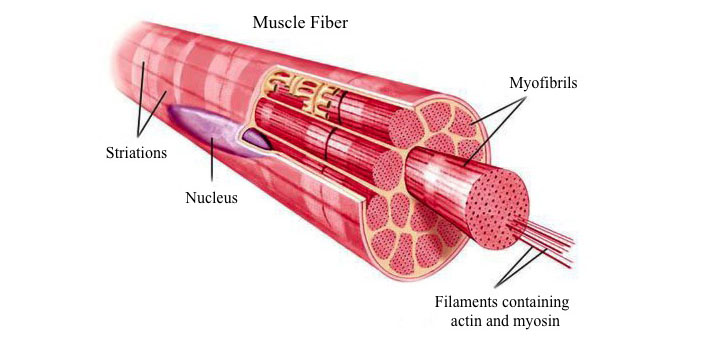 Muscle Fiber
Myofibrils
Striations
Nucleus
Filaments containing
actin and myosin